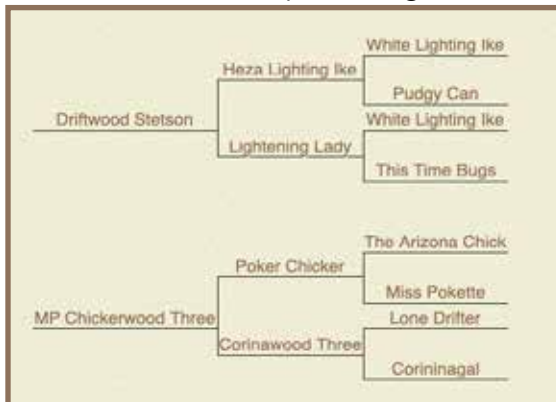 White Lighting Ike
Heza Lighting Ike
Pudgy Can
Driftwood Stetson
White Lighting Ike
Lightening Lady
This Time Bugs
The Arizona Chick
Poker Chicker
Miss Pokette
MP Chickerwood Three
Lone Drifter
Corinawood Three
Corininagal